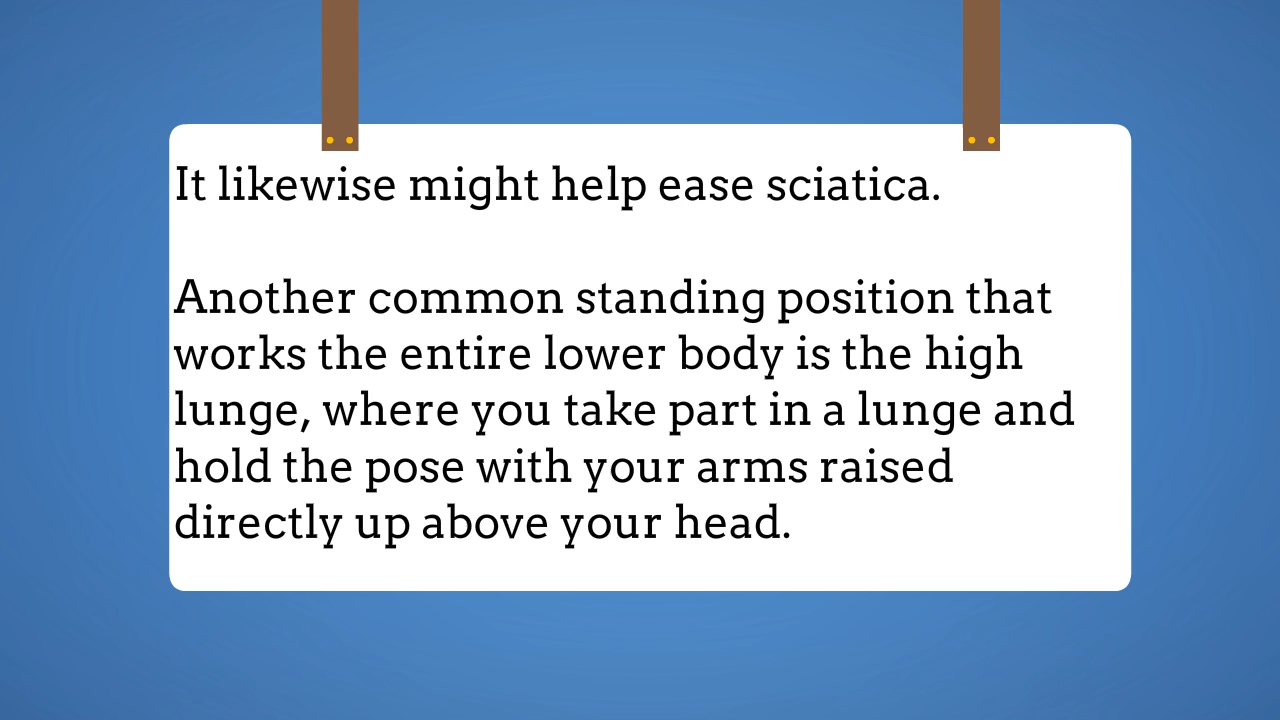 It likewise might help ease sciatica.
Another common standing position that
works the entire lower body is the high
lunge, where you take part in a lunge and
hold the pose with your arms raised
directly up above your head.